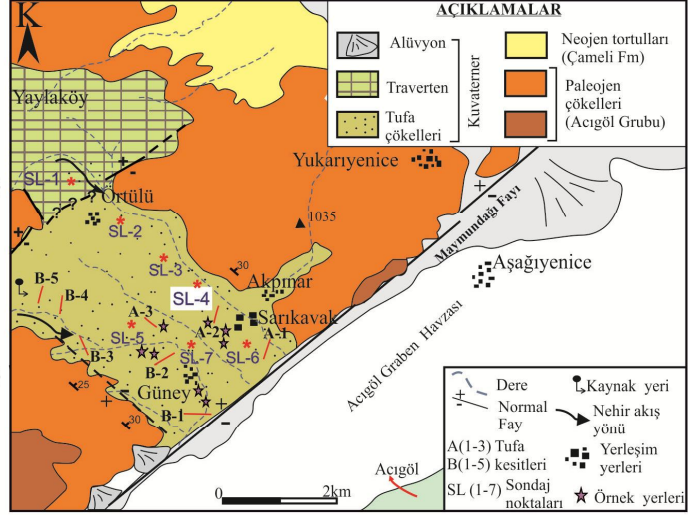 K
AÇIKLAMALAR
Alüvyon
Traverten
Tufa
çökelleri
Kuvaterner
Neojen tortulları
(Çameli Fm)
Paleojen
çökelleri
(Acıgöl Grubu)
Yaylaköy
Yukarıyenice
SL-1
Örtülü
? ? ?
SL-2
1035
Maymundağı Fayı
SL-3
30
Aşağıyenice
B-5
B-4
SL-4
Akpınar
A-3
Sarıkavak
A-2
A-1
SL-5
SL-7
SL-6
B-3
B-2
Güney
25
B-1
30
Acıgöl Graben Havzası
Acıgöl
0
2km
Dere
Normal
Fay
A(1-3) Tufa
B(1-5) kesitleri
SL (1-7) Sondaj
noktaları
Kaynak yeri
Nehir akış
yönü
Yerleşim
yerleri
Örnek yerleri